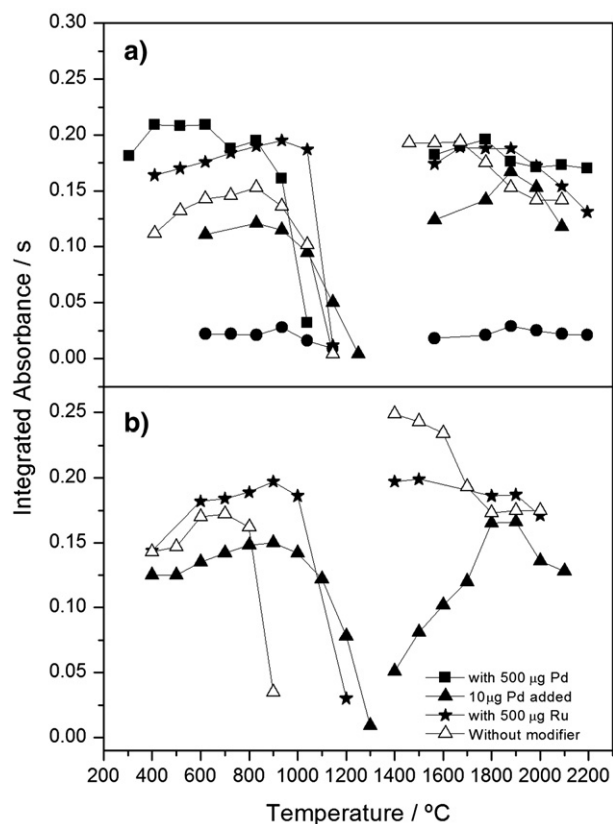 a)
0.30
0.25
0.20
0.15
0.10
0.05
0.00
Integrated Absorbance / s
b)
0.25
0.20
0.15
0.10
0.05
0.00
with 500 μg Pd
10μg Pd added
with 500 μg Ru
Without modifier
200 400 600 800 1000 1200 1400 1600 1800 2000 2200
Temperature / ºC